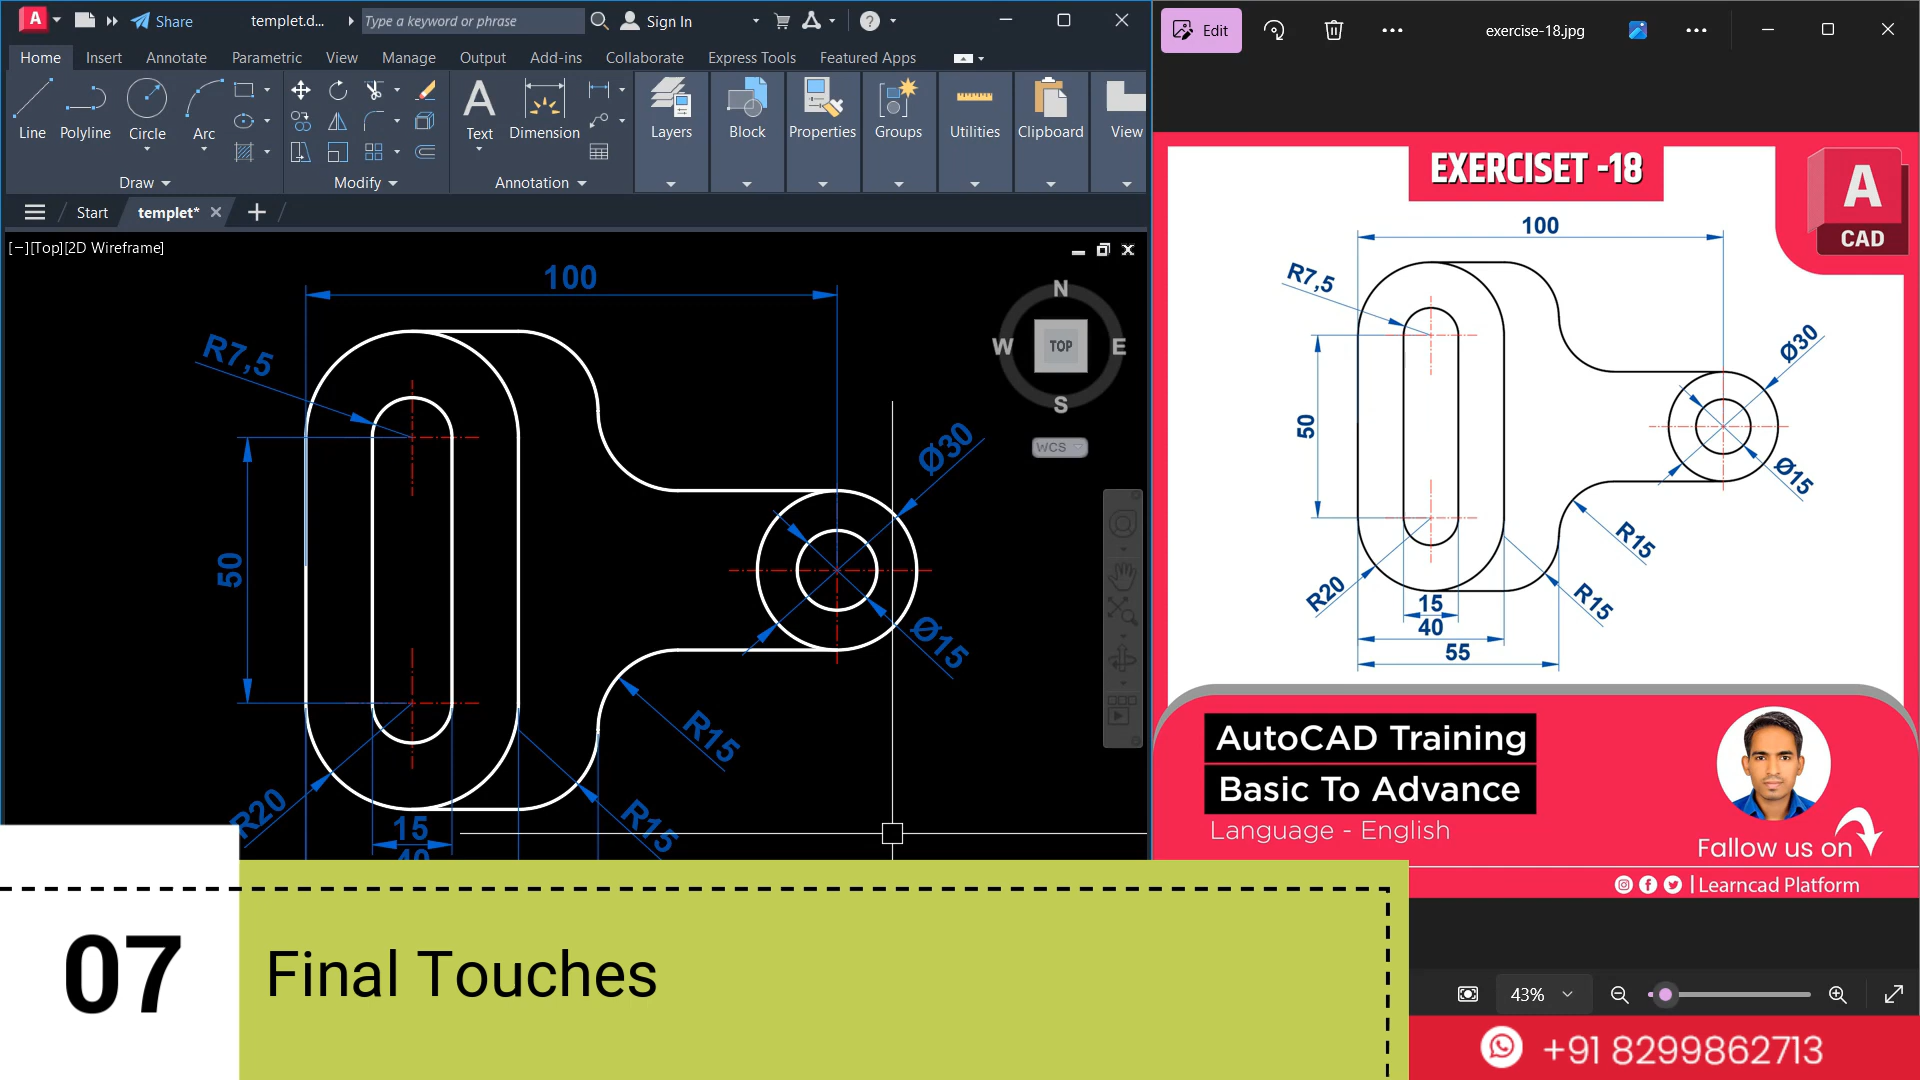 A
Share
templet.d...
Type a keyword or phrase
Sign In
?
Edit
exercise-18.jpg
Home
Insert
Annotate
Parametric
View
Manage
Output
Add-ins
Collaborate
Express Tools
Featured Apps
Line
Polyline
Circle
Arc
A
Text
Dimension
Layers
Block
Properties
Groups
Utilities
Clipboard
View
Draw
Modify
Annotation
Start
templet*
[−][Top][2D Wireframe]
100
R7,5
50
R20
15
40
R15
R15
Ø30
Ø15
N
W
TOP
E
S
WCS
EXERCISET -18
A
CAD
100
R7,5
50
Ø30
Ø15
R15
R15
R20
15
40
55
AutoCAD Training
Basic To Advance
Language - English
Fallow us on
| Learncad Platform
43%
07
Final Touches
+91 8299862713